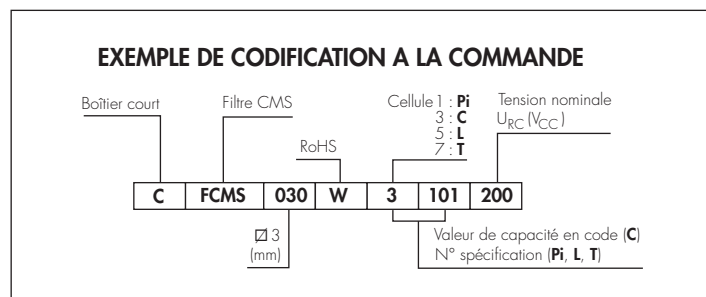 EXEMPLE DE CODIFICATION A LA COMMANDE
Boîtier court
Filtre CMS
RoHS
Cellule 1 : Pi
3 : C
5 : L
7 : T
Tension nominale
URC (VCC)
C FCMS 030 W 3 101 200
⍁ 3
(mm)
Valeur de capacité en code (C)
N° spécification (Pi, L, T)